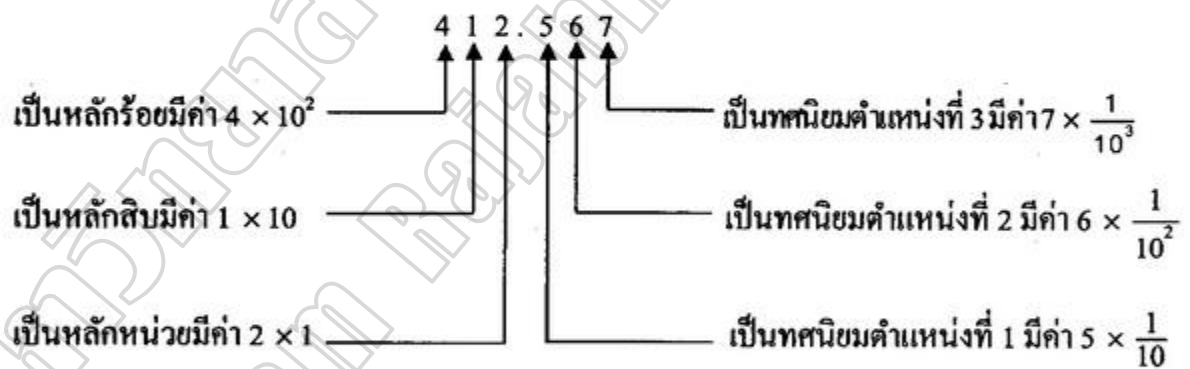 4 1 2 . 5 6 7
เป็นหลักร้อยมีค่า 4 × 10²
เป็นทศนิยมตำแหน่งที่ 3 มีค่า 7 × 1/10³
เป็นหลักสิบมีค่า 1 × 10
เป็นทศนิยมตำแหน่งที่ 2 มีค่า 6 × 1/10²
เป็นหลักหน่วยมีค่า 2 × 1
เป็นทศนิยมตำแหน่งที่ 1 มีค่า 5 × 1/10